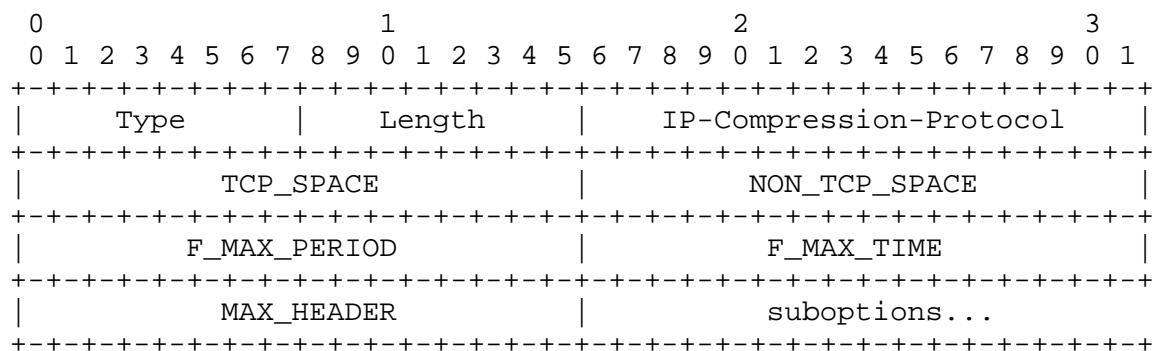 0                   1                   2                   3
 0 1 2 3 4 5 6 7 8 9 0 1 2 3 4 5 6 7 8 9 0 1 2 3 4 5 6 7 8 9 0 1
+-+-+-+-+-+-+-+-+-+-+-+-+-+-+-+-+-+-+-+-+-+-+-+-+-+-+-+-+-+-+-+-+
|     Type      |    Length     |    IP-Compression-Protocol    |
+-+-+-+-+-+-+-+-+-+-+-+-+-+-+-+-+-+-+-+-+-+-+-+-+-+-+-+-+-+-+-+-+
|           TCP_SPACE           |         NON_TCP_SPACE         |
+-+-+-+-+-+-+-+-+-+-+-+-+-+-+-+-+-+-+-+-+-+-+-+-+-+-+-+-+-+-+-+-+
|         F_MAX_PERIOD          |          F_MAX_TIME           |
+-+-+-+-+-+-+-+-+-+-+-+-+-+-+-+-+-+-+-+-+-+-+-+-+-+-+-+-+-+-+-+-+
|           MAX_HEADER          |          suboptions...
+-+-+-+-+-+-+-+-+-+-+-+-+-+-+-+-+-+-+-+-+-+-+-+-+-+-+-+-+-+-+-+-+